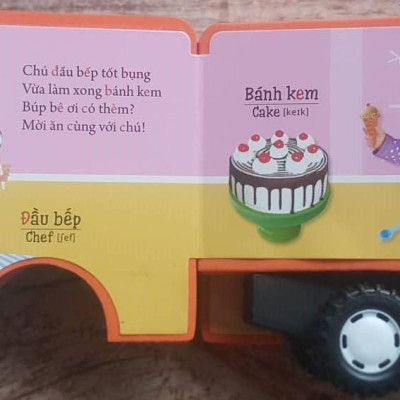 Chú đầu bếp tốt bụng
Vừa làm xong bánh kem
Búp bê ơi có thèm?
Mời ăn cùng với chú!
Đầu bếp
Chef [ʃef]
Bánh kem
Cake [keɪk]